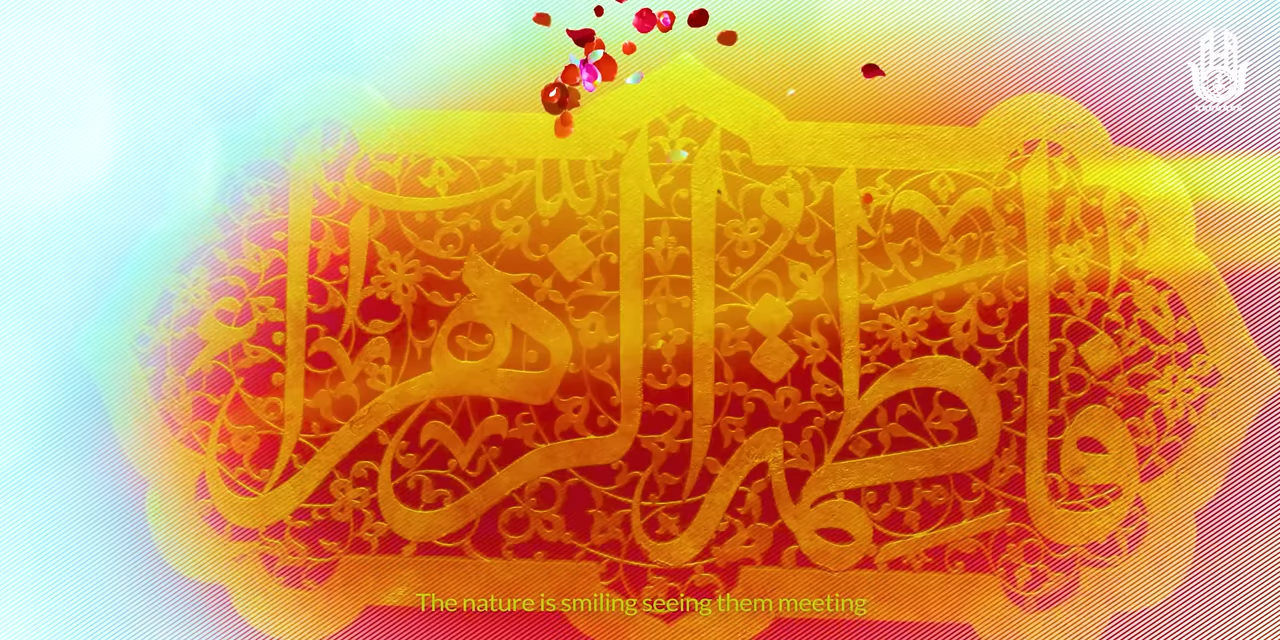 فاطمة الزهراء
The nature is smiling seeing them meeting